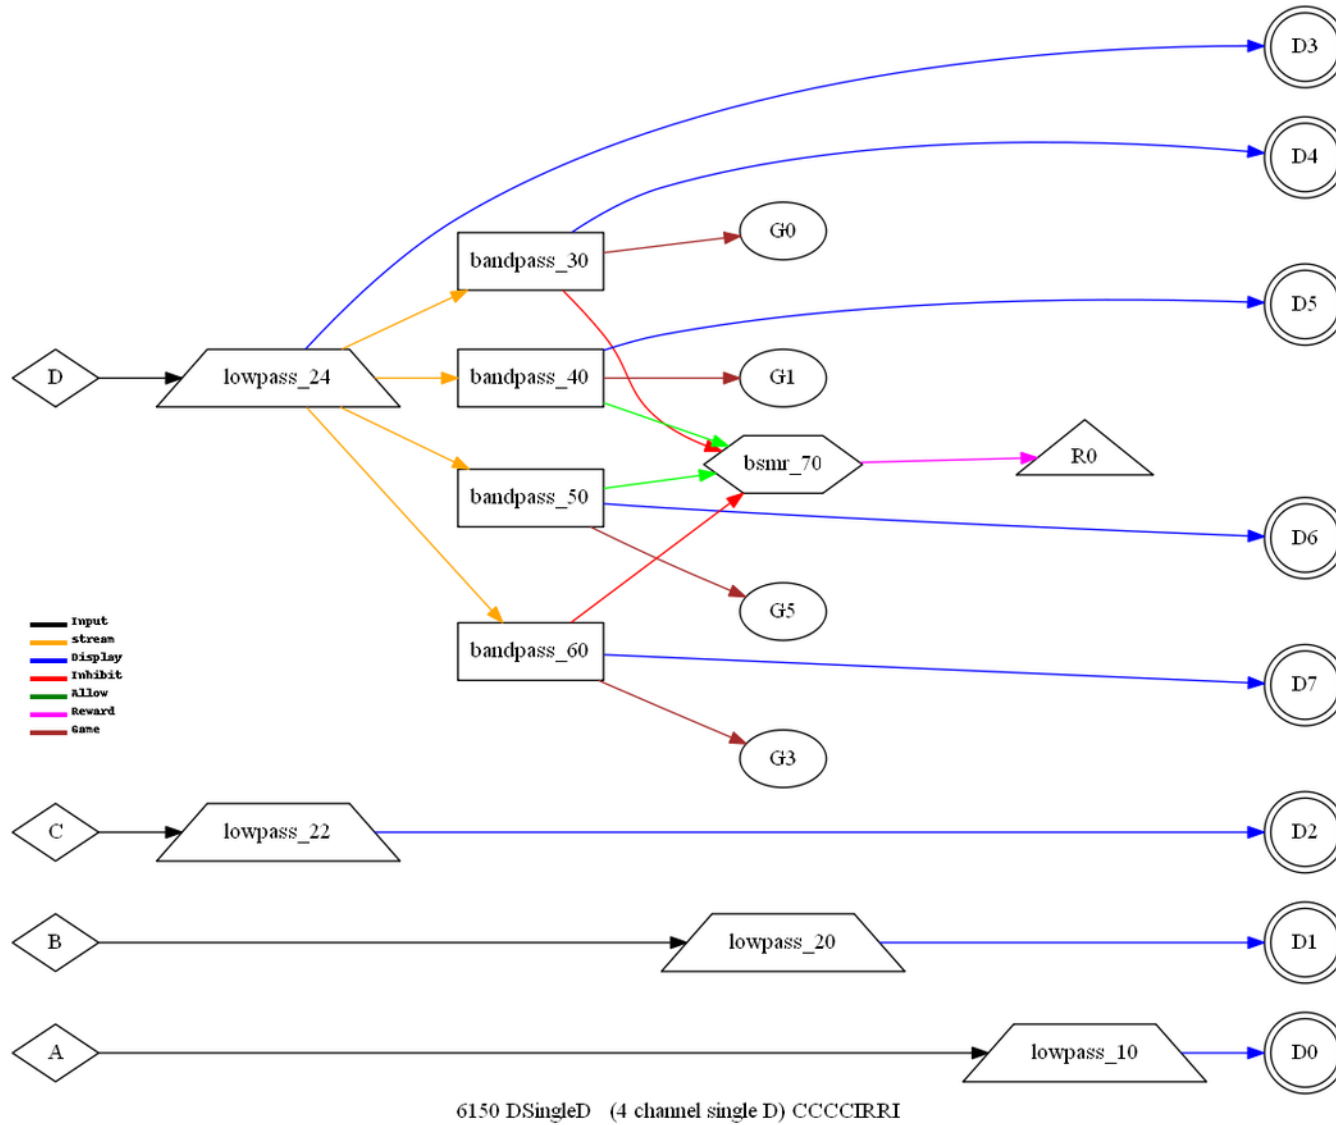 D3
D4
G0
bandpass_30
D5
D
lowpass_24
bandpass_40
G1
bsmr_70
R0
bandpass_50
D6
G5
bandpass_60
D7
G3
Input
stream
Display
Inhibit
Allow
Reward
Game
C
lowpass_22
D2
B
lowpass_20
D1
A
lowpass_10
D0
6150 DSingleD (4 channel single D) CCCCIRRI